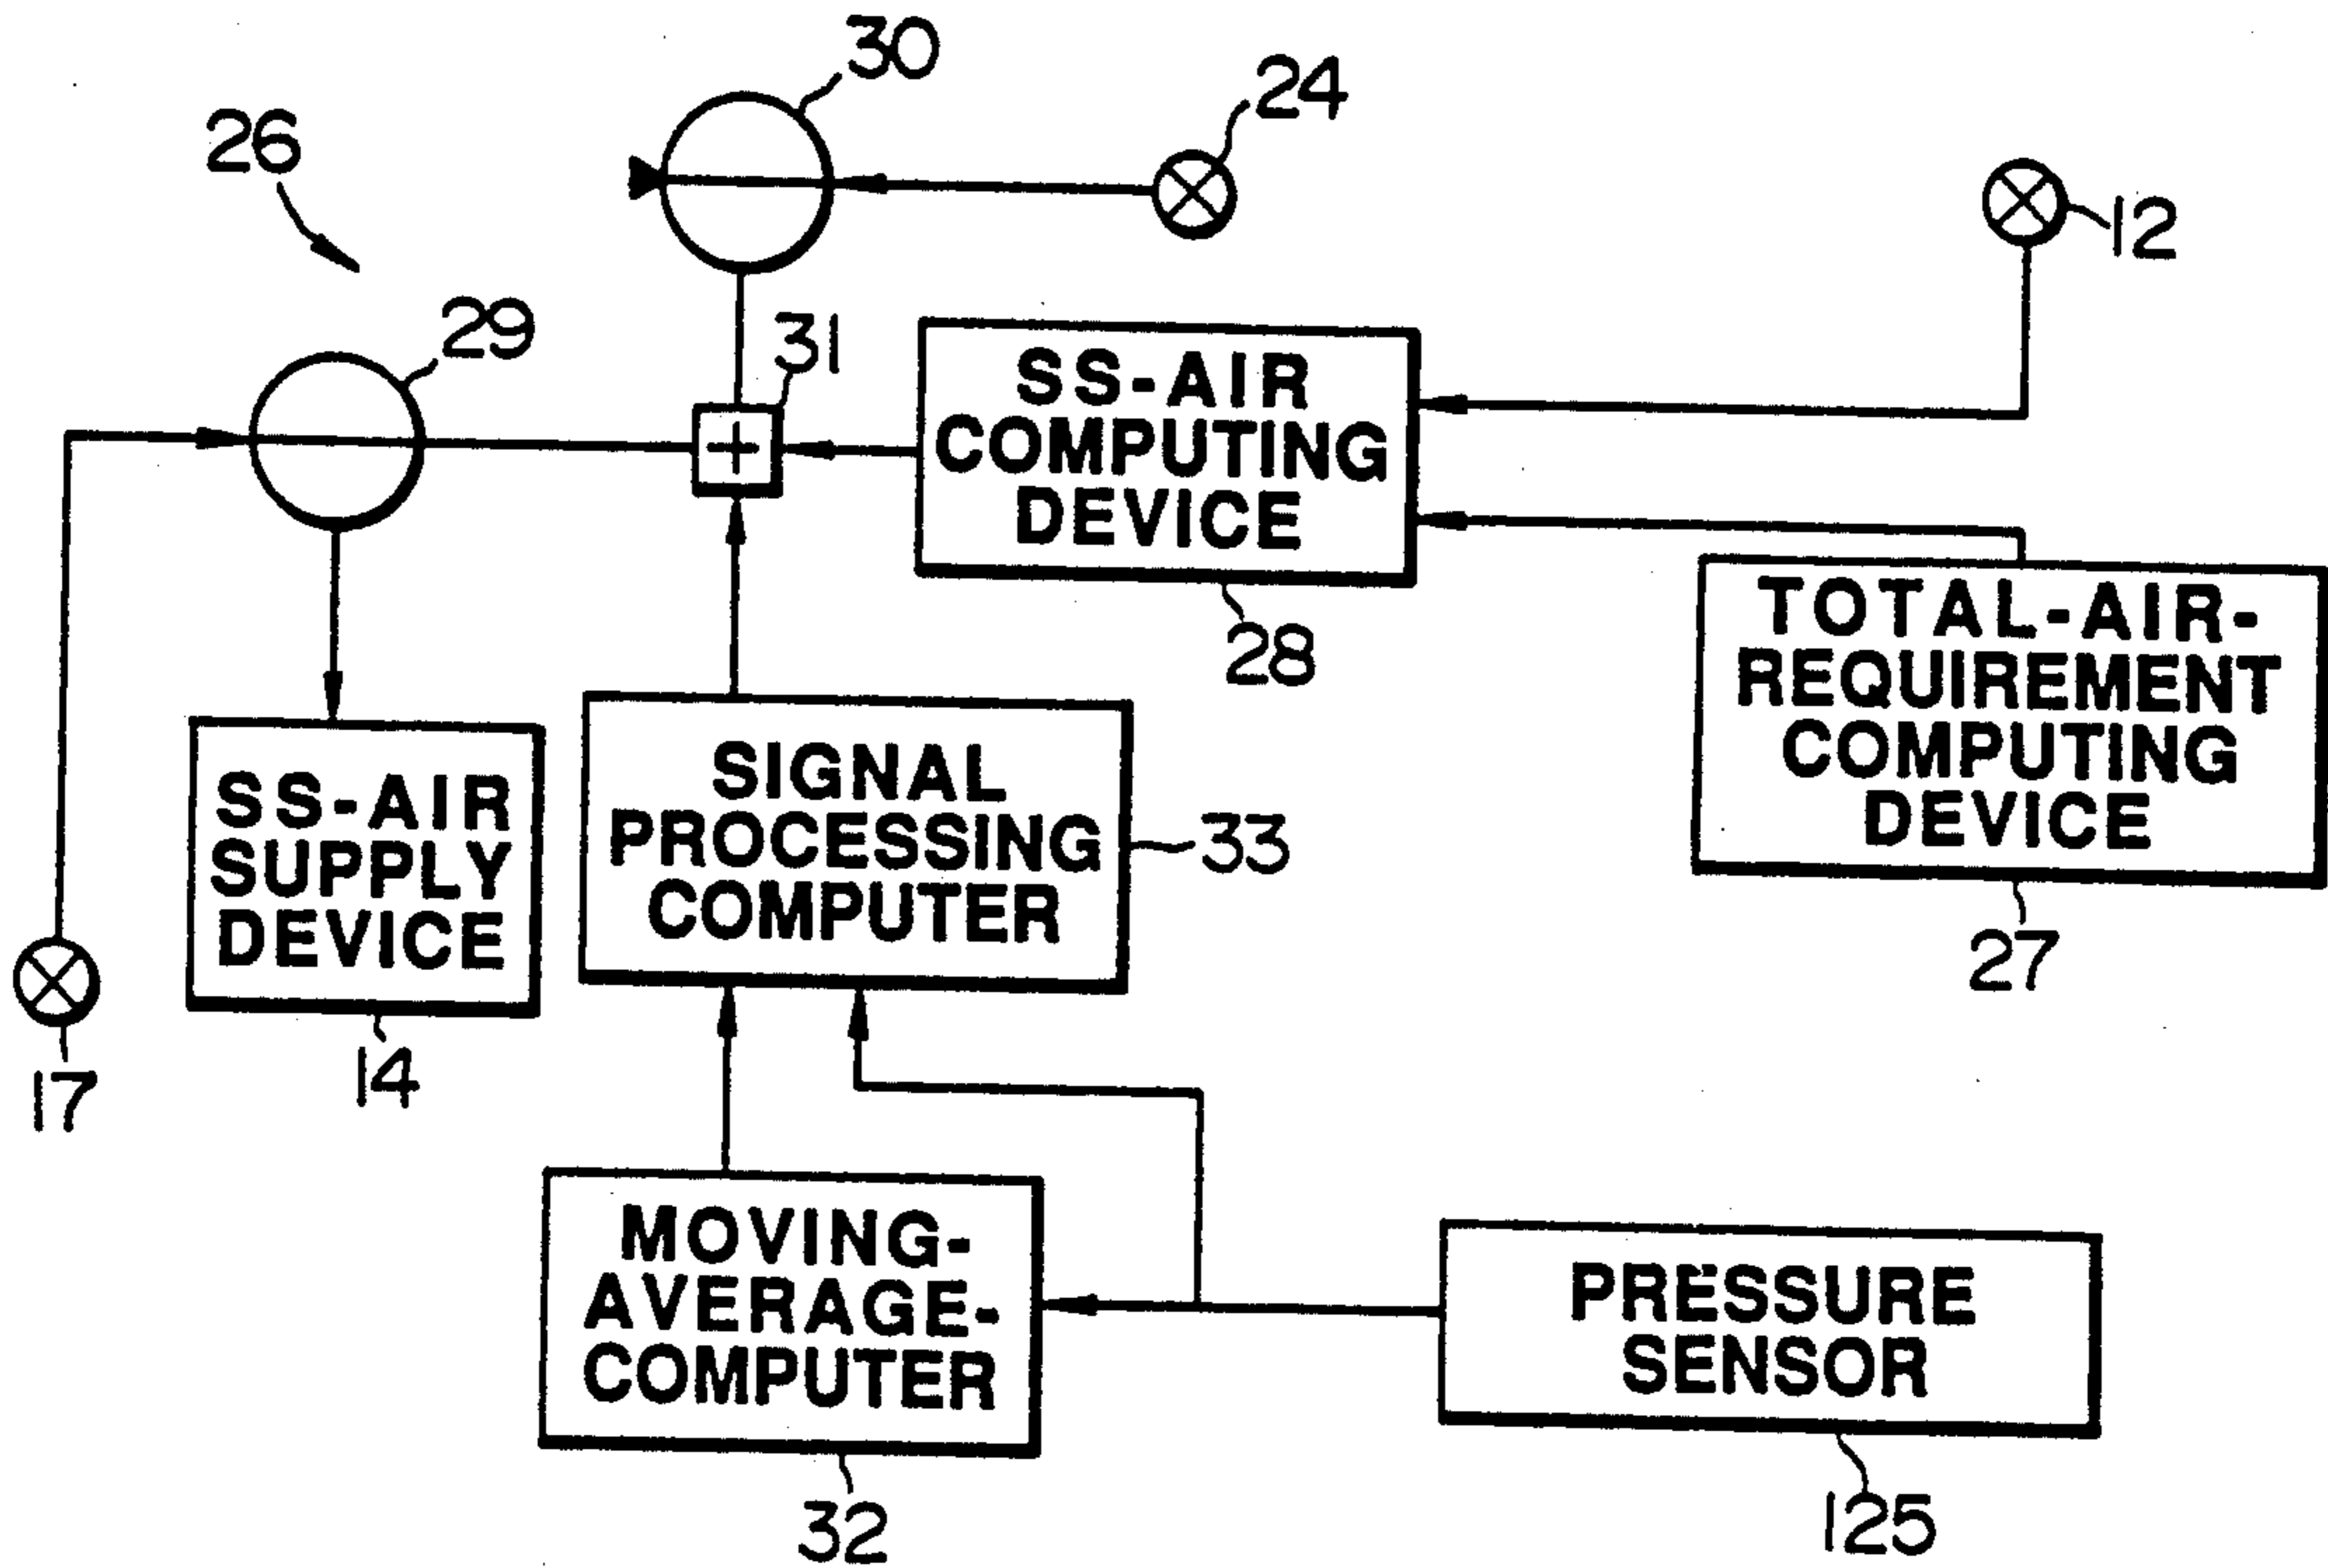 30
24
26
12
29
31
SS-AIR
COMPUTING
DEVICE
28
TOTAL-AIR-
REQUIREMENT
COMPUTING
DEVICE
27
SS-AIR
SUPPLY
DEVICE
14
17
SIGNAL
PROCESSING
COMPUTER
33
MOVING-
AVERAGE-
COMPUTER
32
PRESSURE
SENSOR
125